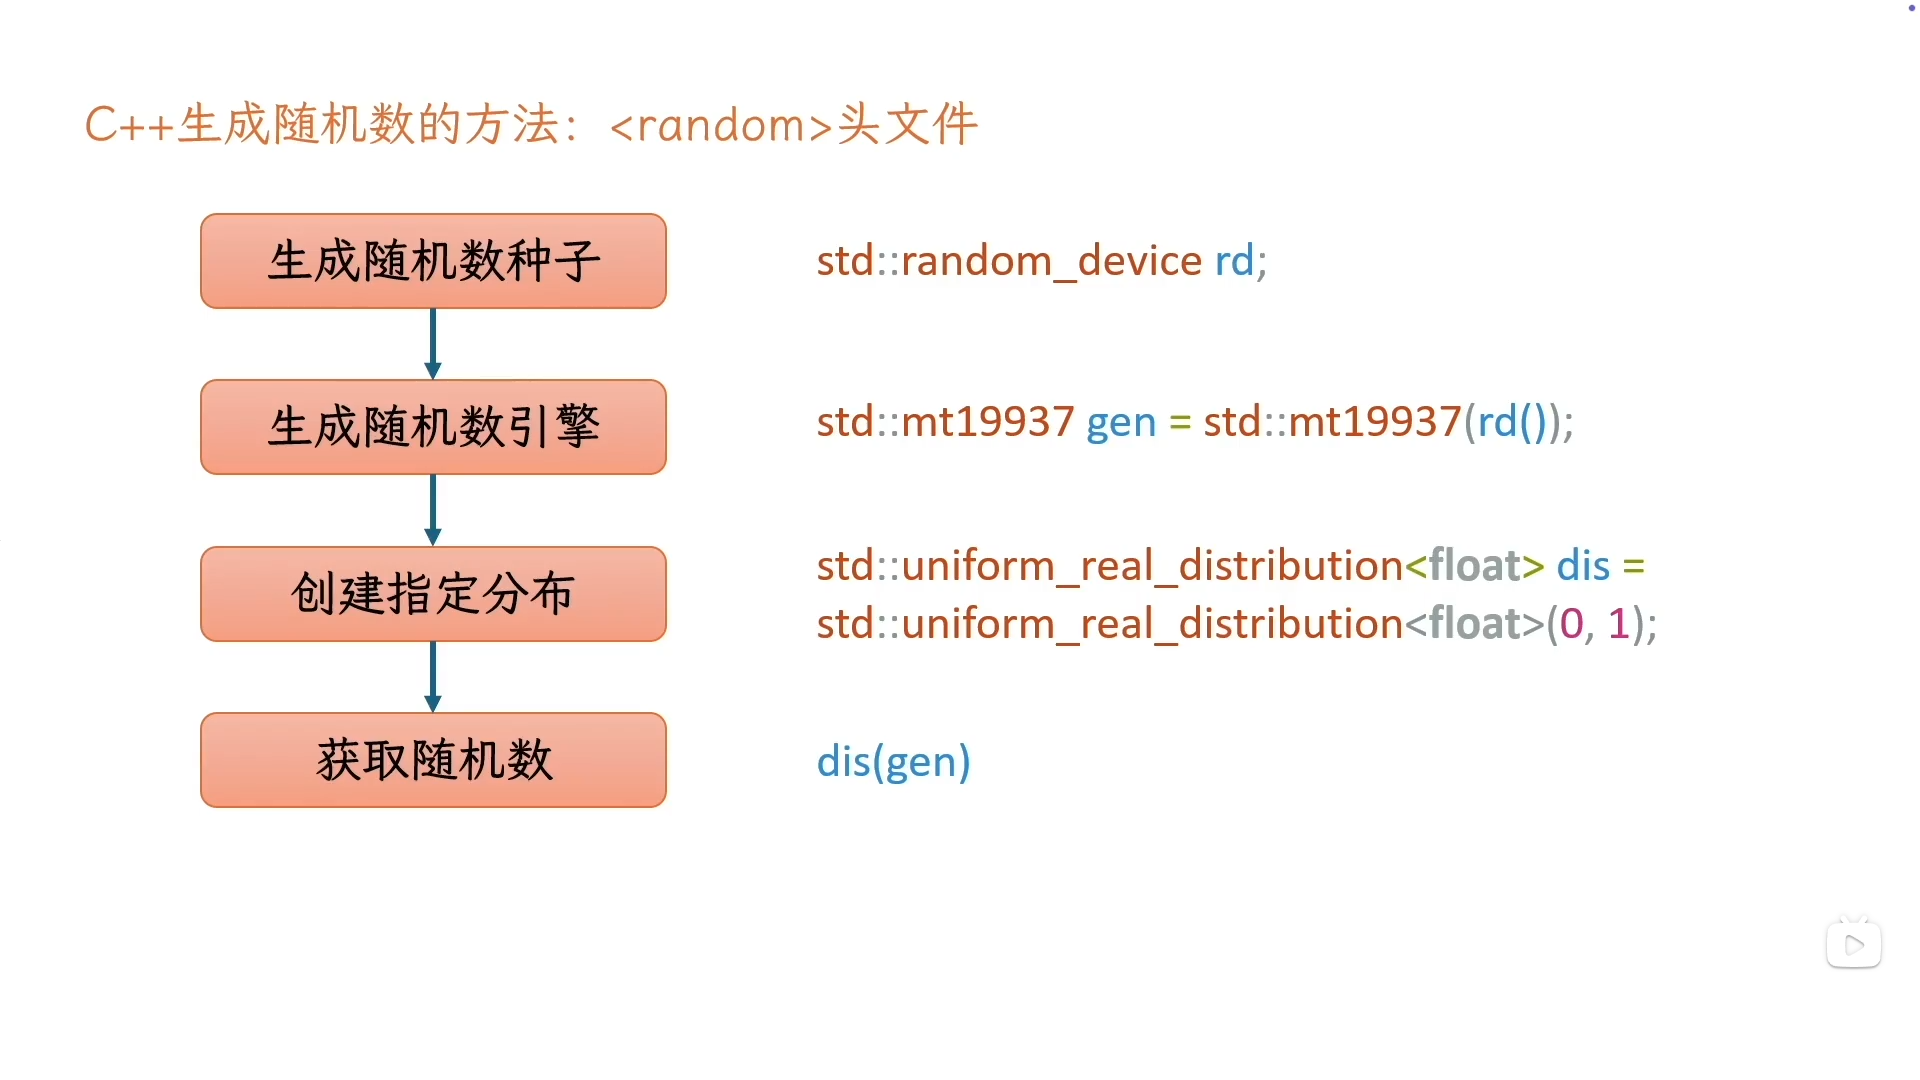 C++生成随机数的方法：<random>头文件
生成随机数种子
std::random_device rd;
生成随机数引擎
std::mt19937 gen = std::mt19937(rd());
创建指定分布
std::uniform_real_distribution<float> dis =
std::uniform_real_distribution<float>(0, 1);
获取随机数
dis(gen)